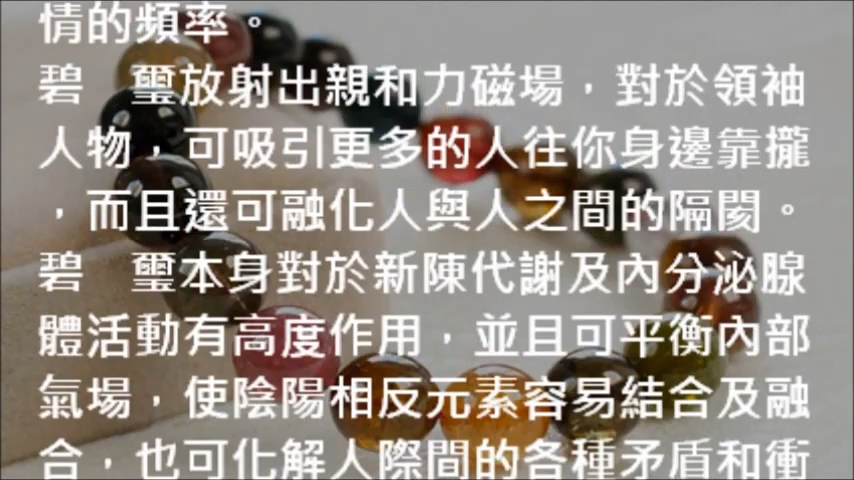 情的頻率。
碧 璽放射出親和力磁場，對於領袖
人物，可吸引更多的人往你身邊靠攏
，而且還可融化人與人之間的隔閡。
碧 璽本身對於新陳代謝及內分泌腺
體活動有高度作用，並且可平衡內部
氣場，使陰陽相反元素容易結合及融
合，也可化解人際間的各種矛盾和衝